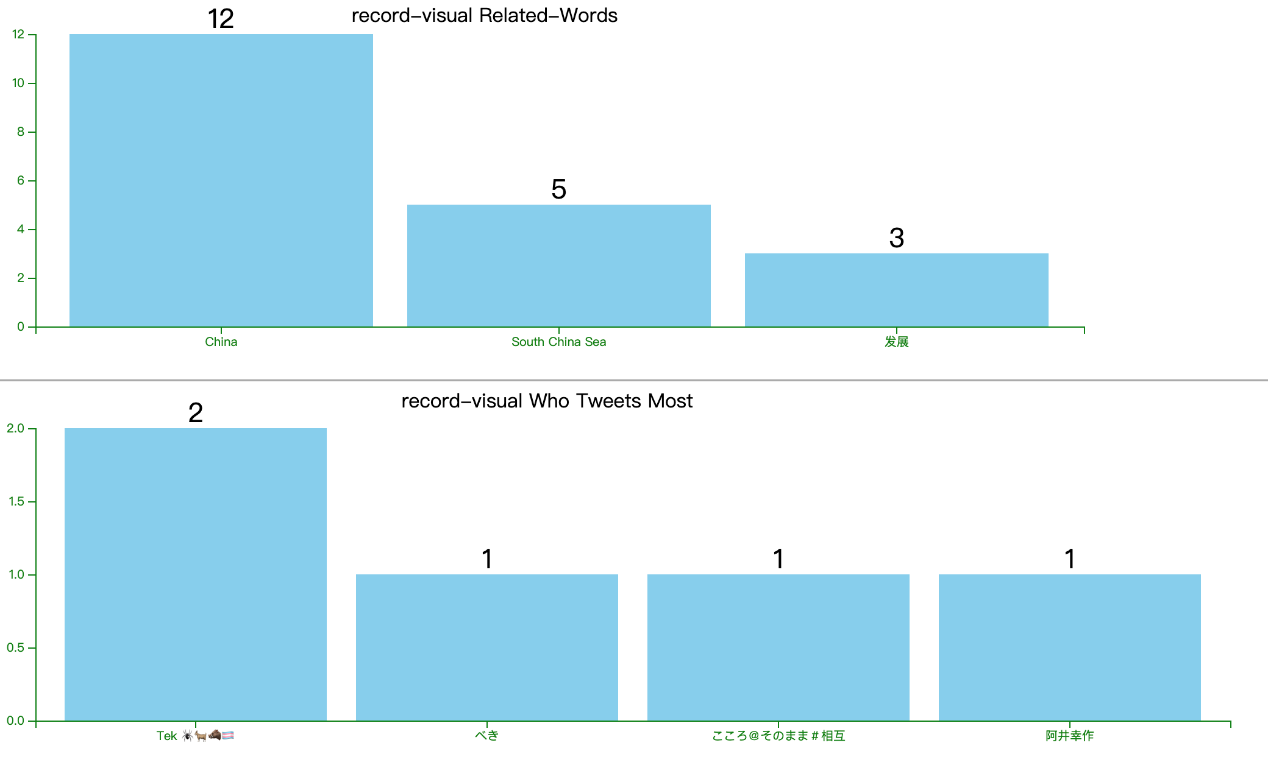 record-visual Related-Words
12
5
3
12
10
8
6
4
2
0
China
South China Sea
发展
record-visual Who Tweets Most
2
1
1
1
2.0
1.5
1.0
0.5
0.0
Tek 🕷🐐🦬🏳️‍⚧️
べき
こころ@そのまま#相互
阿井幸作